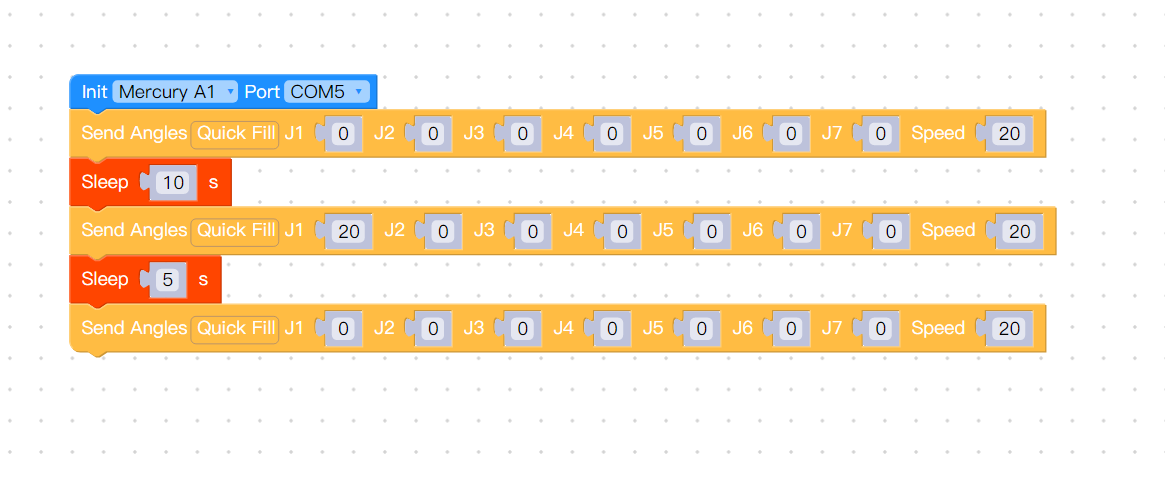 Init Mercury A1 Port COM5
Send Angles Quick Fill J1 0 J2 0 J3 0 J4 0 J5 0 J6 0 J7 0 Speed 20
Sleep 10 s
Send Angles Quick Fill J1 20 J2 0 J3 0 J4 0 J5 0 J6 0 J7 0 Speed 20
Sleep 5 s
Send Angles Quick Fill J1 0 J2 0 J3 0 J4 0 J5 0 J6 0 J7 0 Speed 20